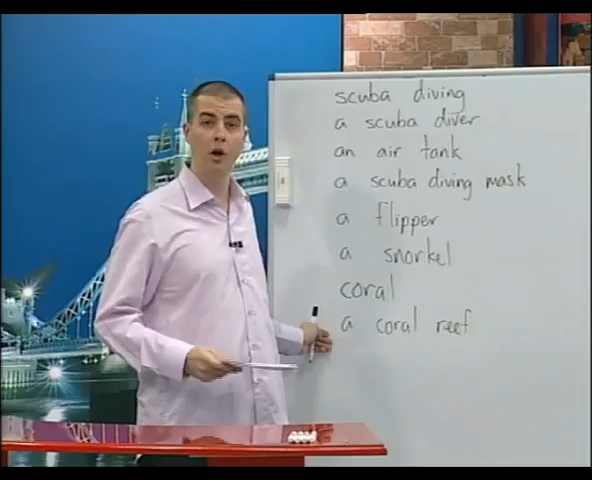 scuba diving
a scuba diver
an air tank
a scuba diving mask
a flipper
a snorkel
coral
a coral reef